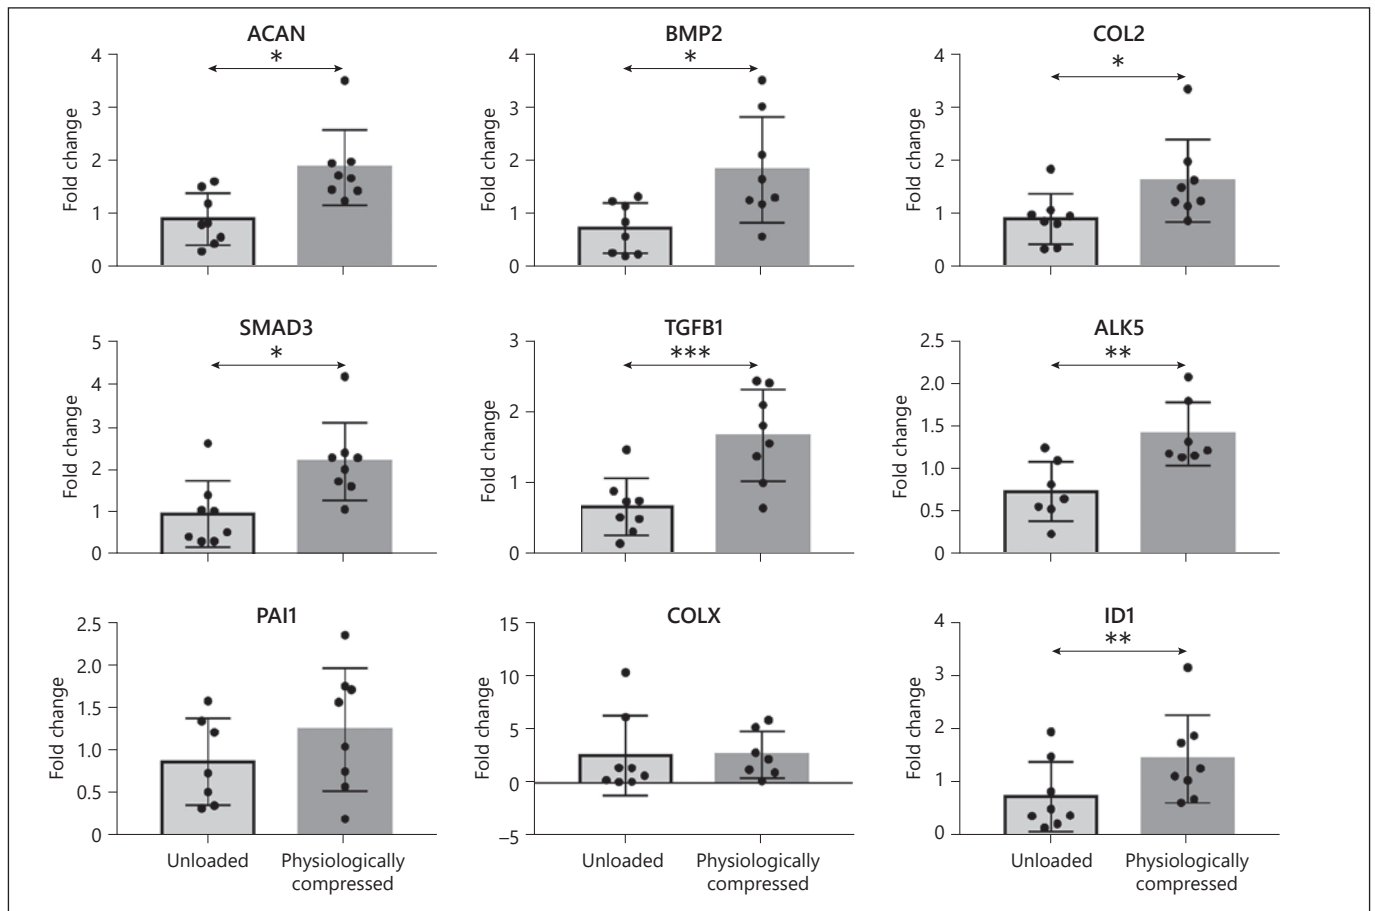 ACAN
4
*
3
Fold change
2
1
0
BMP2
4
*
3
Fold change
2
1
0
COL2
4
*
3
Fold change
2
1
0
SMAD3
5
*
4
3
Fold change
2
1
0
TGFB1
3
***
2
Fold change
1
0
ALK5
2.5
**
2.0
1.5
Fold change
1.0
0.5
0
PAI1
2.5
2.0
1.5
Fold change
1.0
0.5
0
Unloaded
Physiologically
compressed
COLX
15
10
5
Fold change
0
–5
Unloaded
Physiologically
compressed
ID1
4
**
3
Fold change
2
1
0
Unloaded
Physiologically
compressed